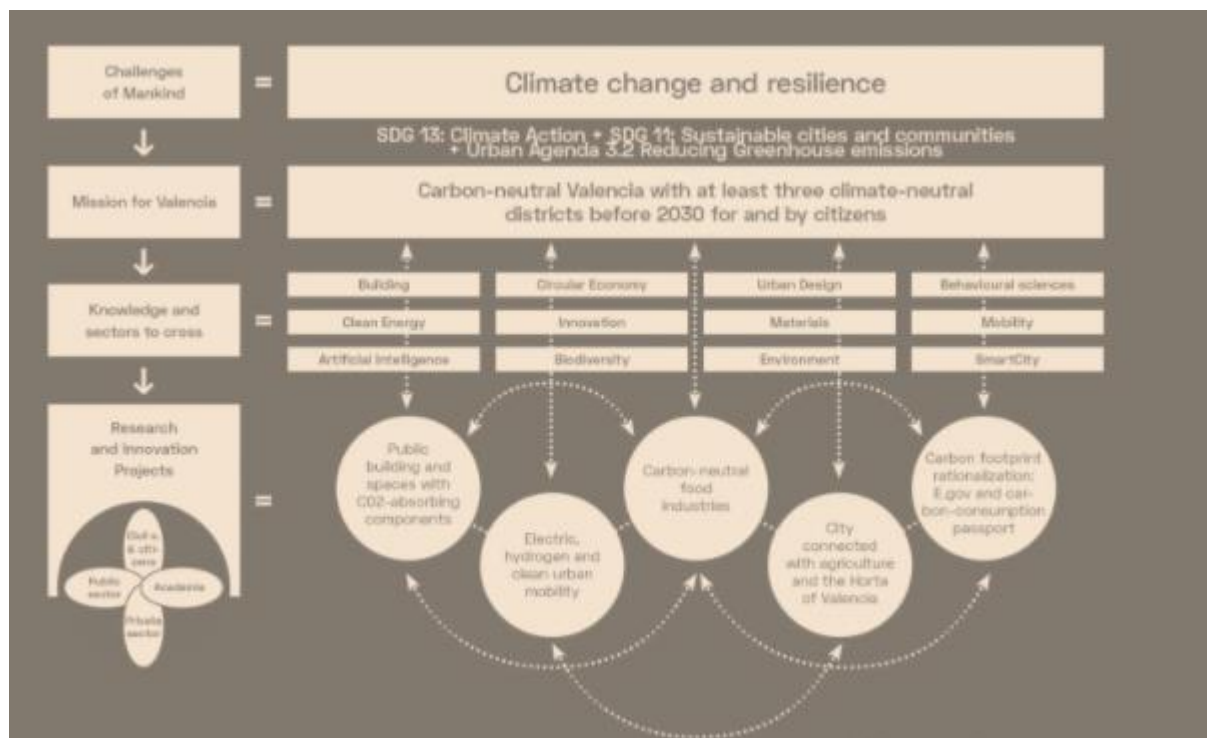 Challenges
of Mankind
=
Climate change and resilience
SDG 13: Climate Action + SDG 11: Sustainable cities and communities
+ Urban Agenda 3.2 Reducing Greenhouse emissions
Mission for Valencia
=
Carbon-neutral Valencia with at least three climate-neutral
districts before 2030 for and by citizens
Knowledge and
sectors to cross
=
Building
Circular Economy
Urban Design
Behavioural sciences
Clean Energy
Innovation
Materials
Mobility
Artificial Intelligence
Biodiversity
Environment
SmartCity
Research
and Innovation
Projects
=
Public
sector
Academia
Private
sector
Public
building and
spaces with
CO2-absorbing
components
Electric,
hydrogen and
clean urban
mobility
Carbon-neutral
food
industries
City
connected
with agriculture
and the Horta
of Valencia
Carbon footprint
rationalization:
E.gov and car-
bon-consumption
passport